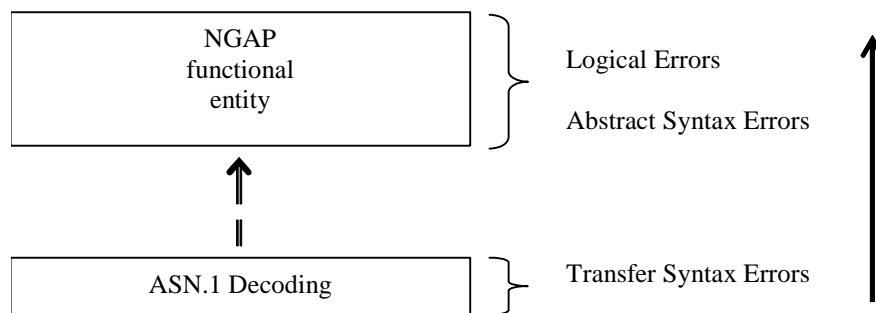 NGAP
functional
entity
Logical Errors
Abstract Syntax Errors
ASN.1 Decoding
Transfer Syntax Errors